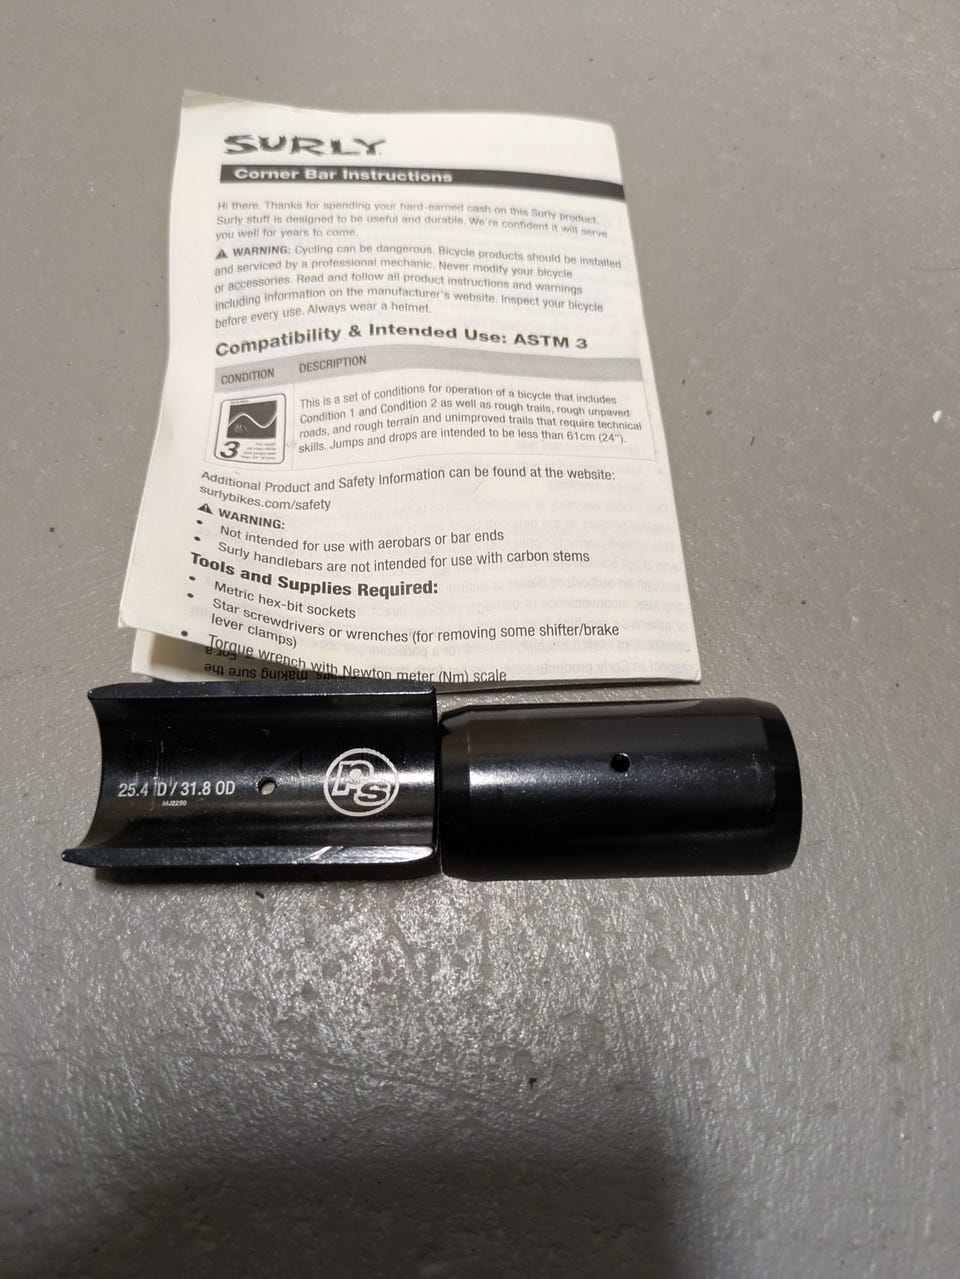 SURLY
Corner Bar Instructions
Hi there. Thanks for spending your hard-earned cash on this Surly product.
Surly stuff is designed to be useful and durable. We're confident it will serve
you well for years to come.
WARNING: Cycling can be dangerous. Bicycle products should be installed
and serviced by a professional mechanic. Never modify your bicycle
or accessories. Read and follow all product instructions and warnings
including information on the manufacturer's website. Inspect your bicycle
before every use. Always wear a helmet.
Compatibility & Intended Use: ASTM 3
CONDITION DESCRIPTION
This is a set of conditions for operation of a bicycle that includes
Condition 1 and Condition 2 as well as rough trails, rough unpaved
roads, and rough terrain and unimproved trails that require technical
skills. Jumps and drops are intended to be less than 61cm (24").
3
Additional Product and Safety Information can be found at the website:
surlybikes.com/safety
WARNING:
• Not intended for use with aerobars or bar ends
• Surly handlebars are not intended for use with carbon stems
Tools and Supplies Required:
• Metric hex-bit sockets
• Star screwdrivers or wrenches (for removing some shifter/brake
lever clamps)
• Torque wrench with Newton meter (Nm) scale
making sure the
25.4 ID / 31.8 OD
MJ2250
PS